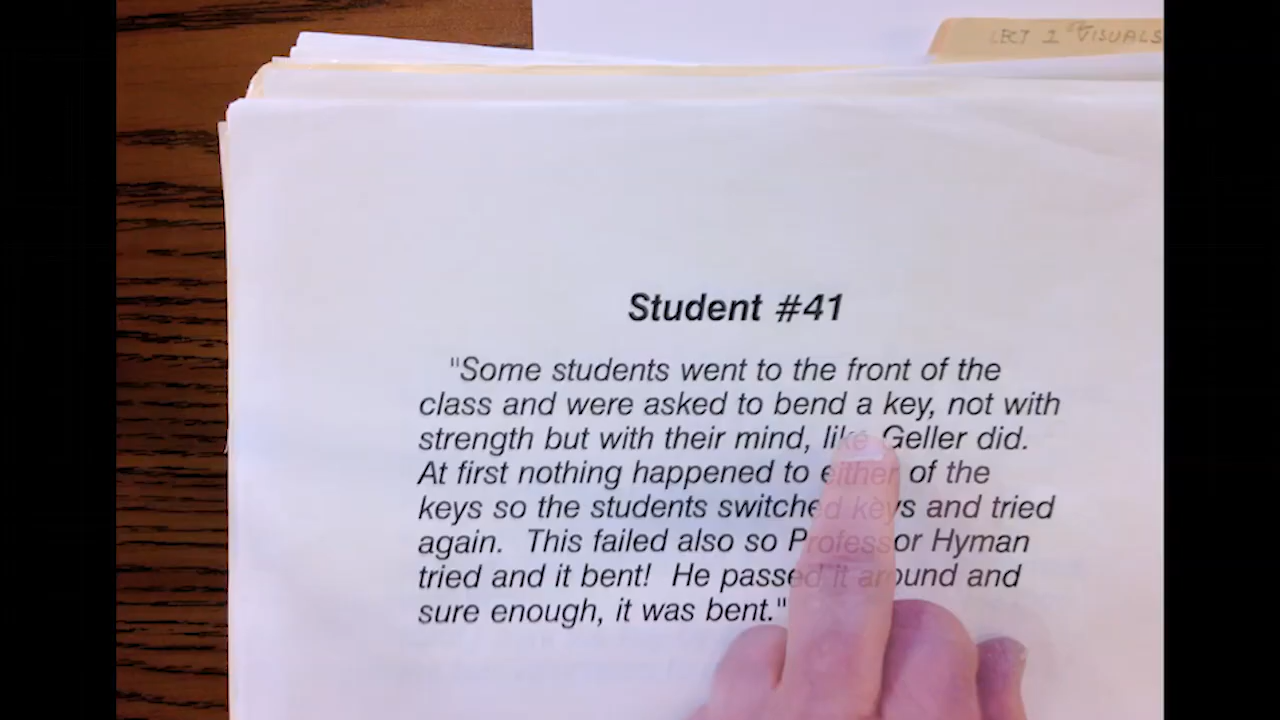 LECT 1 VISUALS
Student #41
"Some students went to the front of the
class and were asked to bend a key, not with
strength but with their mind, like Geller did.
At first nothing happened to either of the
keys so the students switched keys and tried
again. This failed also so Professor Hyman
tried and it bent! He passed it around and
sure enough, it was bent."